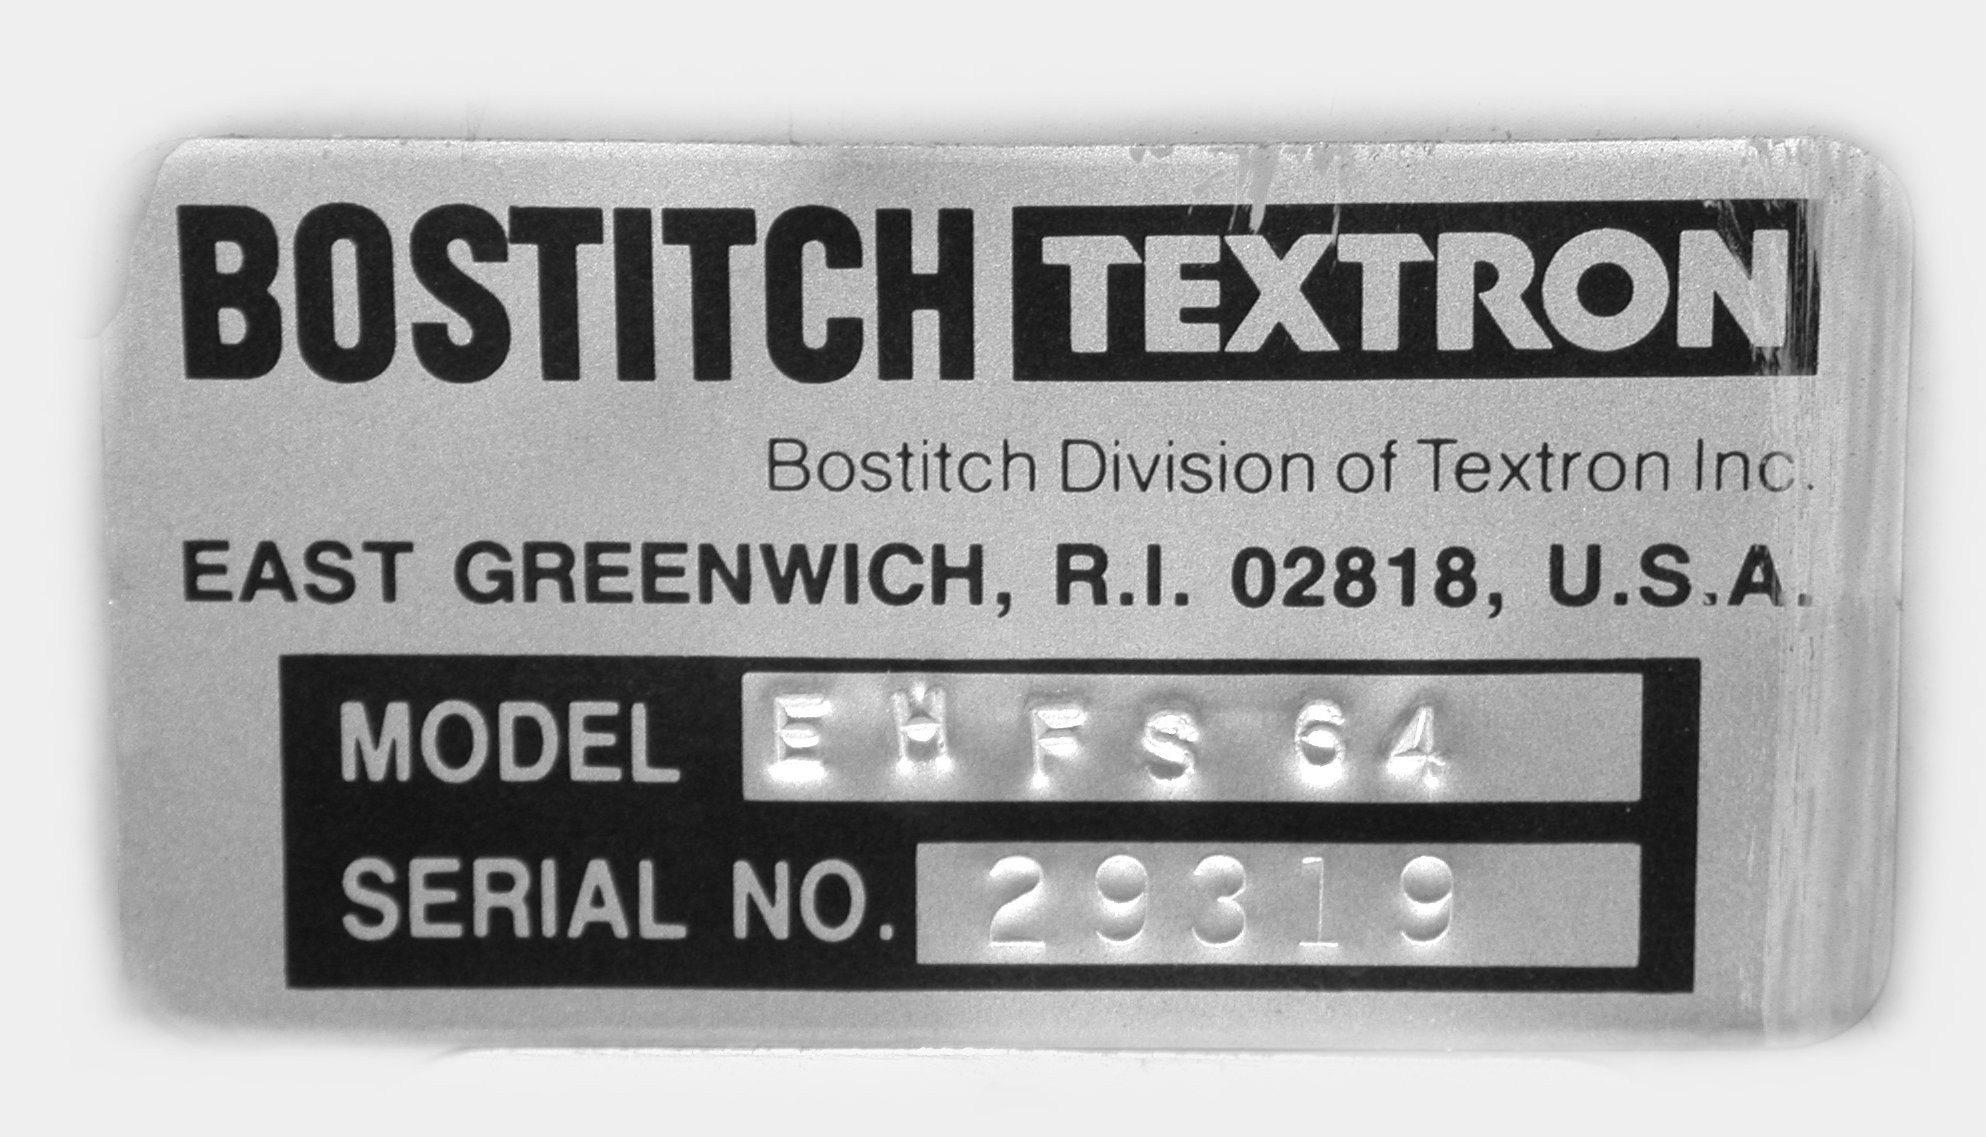 BOSTITCH TEXTRON
Bostitch Division of Textron Inc.
EAST GREENWICH, R.I. 02818, U.S.A.
MODEL EHFS 64
SERIAL NO. 29319